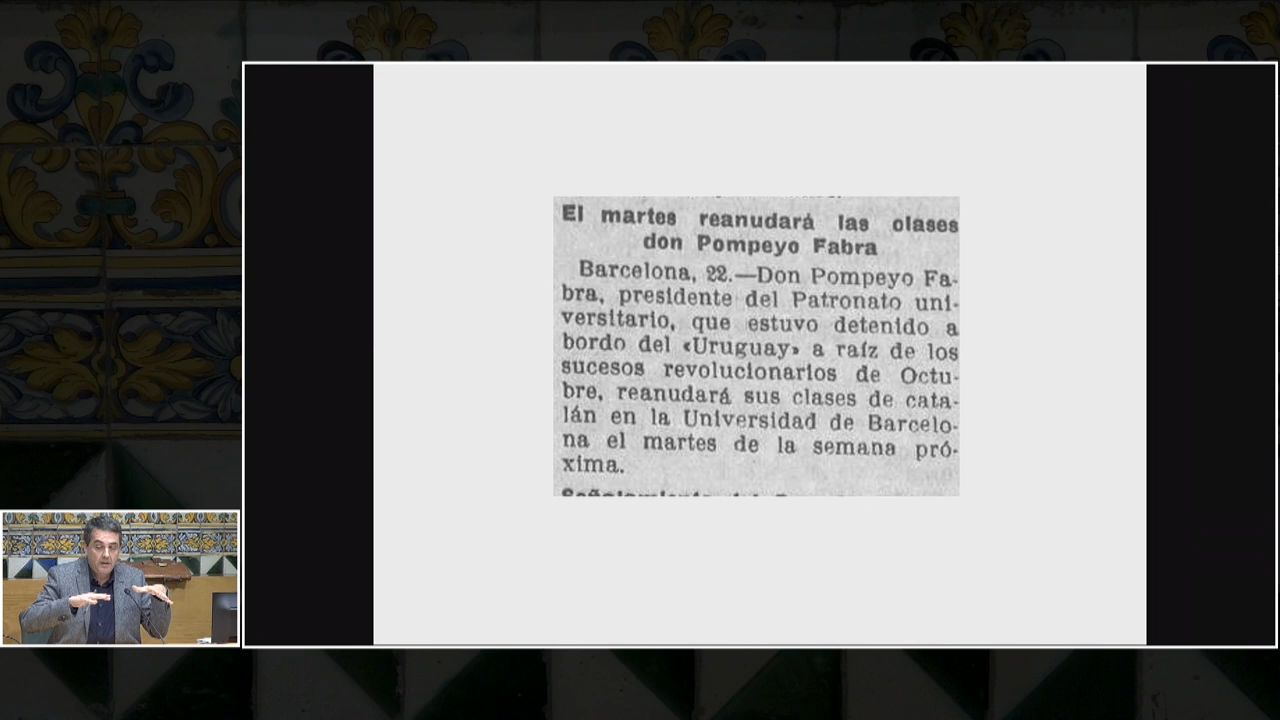 El martes reanudará las olases
don Pompeyo Fabra
Barcelona, 22.—Don Pompeyo Fa-
bra, presidente del Patronato uni-
versitario, que estuvo detenido a
bordo del «Uruguay» a raíz de los
sucesos revolucionarios de Octu-
bre, reanudará sus clases de cata-
lán en la Universidad de Barcelo-
na el martes de la semana pró-
xima.